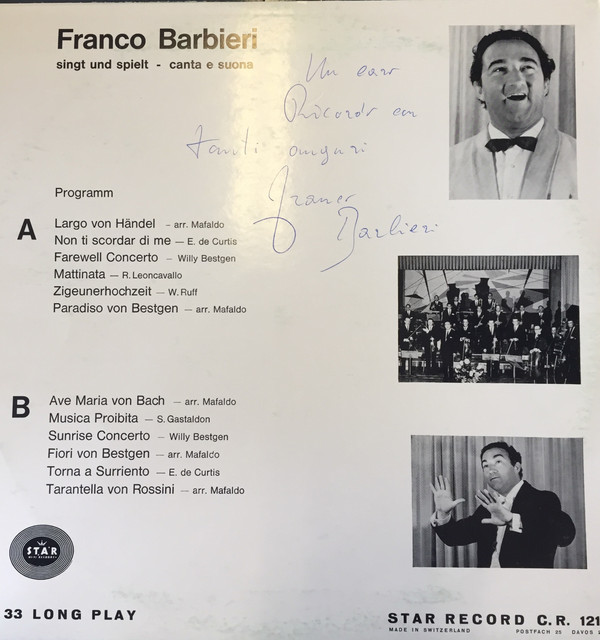 Franco Barbieri
singt und spielt - canta e suona
Un caro
Ricordo con
tanti auguri
Franco
Barbieri
Programm
A
Largo von Händel – arr. Mafaldo
Non ti scordar di me — E. de Curtis
Farewell Concerto – Willy Bestgen
Mattinata — R. Leoncavallo
Zigeunerhochzeit — W. Ruff
Paradiso von Bestgen — arr. Mafaldo
B
Ave Maria von Bach — arr. Mafaldo
Musica Proibita — S. Gastaldon
Sunrise Concerto – Willy Bestgen
Fiori von Bestgen — arr. Mafaldo
Torna a Surriento — E. de Curtis
Tarantella von Rossini — arr. Mafaldo
STAR
33 LONG PLAY
STAR RECORD C.R. 121
MADE IN SWITZERLAND POSTFACH 25 DAVOS